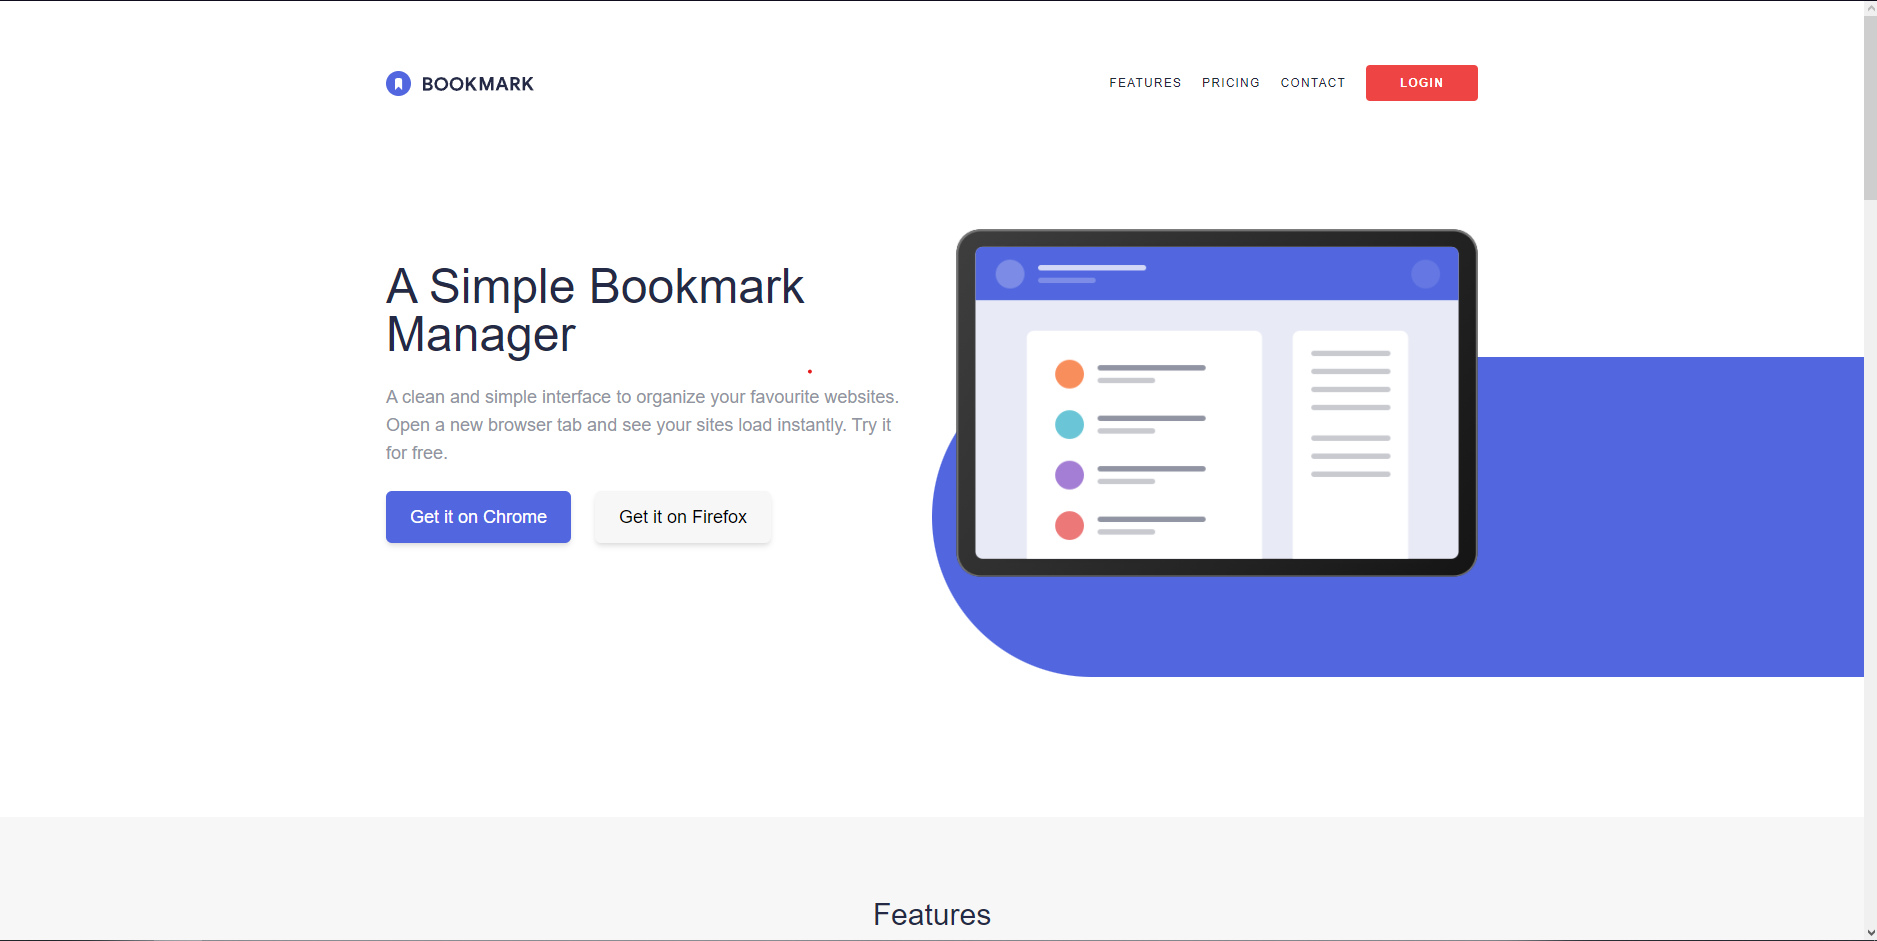 BOOKMARK
FEATURES PRICING CONTACT LOGIN
A Simple Bookmark
Manager
A clean and simple interface to organize your favourite websites.
Open a new browser tab and see your sites load instantly. Try it
for free.
Get it on Chrome Get it on Firefox
Features